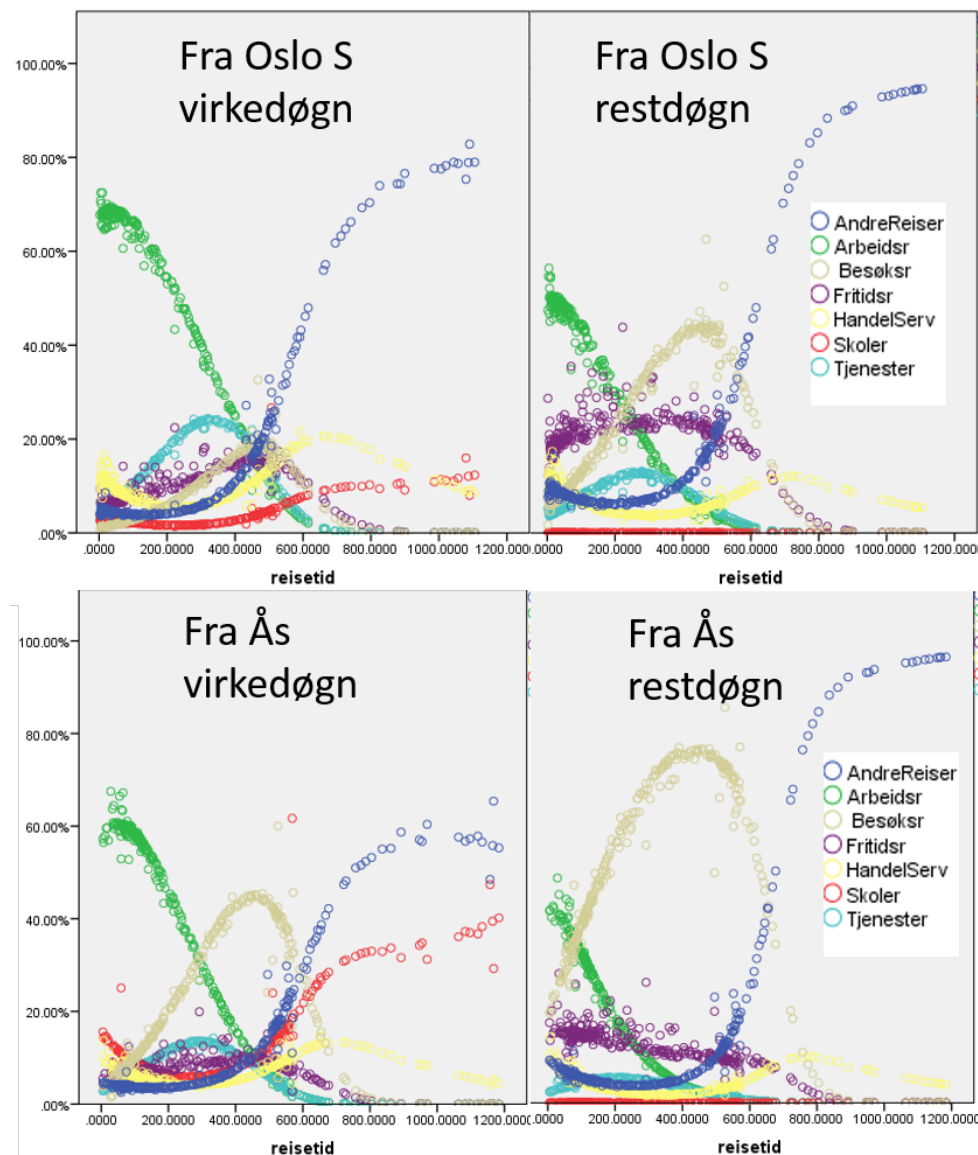 Fra Oslo S
virkedøgn
Fra Oslo S
restdøgn
100.00%
80.00%
60.00%
40.00%
20.00%
.00%
AndreReiser
Arbeidsr
Besøksr
Fritidsr
HandelServ
Skoler
Tjenester
.0000 200.0000 400.0000 600.0000 800.0000 1000.0000 1200.0000
reisetid
.0000 200.0000 400.0000 600.0000 800.0000 1000.0000 1200.0000
reisetid
Fra Ås
virkedøgn
Fra Ås
restdøgn
100.00%
80.00%
60.00%
40.00%
20.00%
.00%
AndreReiser
Arbeidsr
Besøksr
Fritidsr
HandelServ
Skoler
Tjenester
.0000 200.0000 400.0000 600.0000 800.0000 1000.0000 1200.0000
reisetid
.0000 200.0000 400.0000 600.0000 800.0000 1000.0000 1200.0000
reisetid